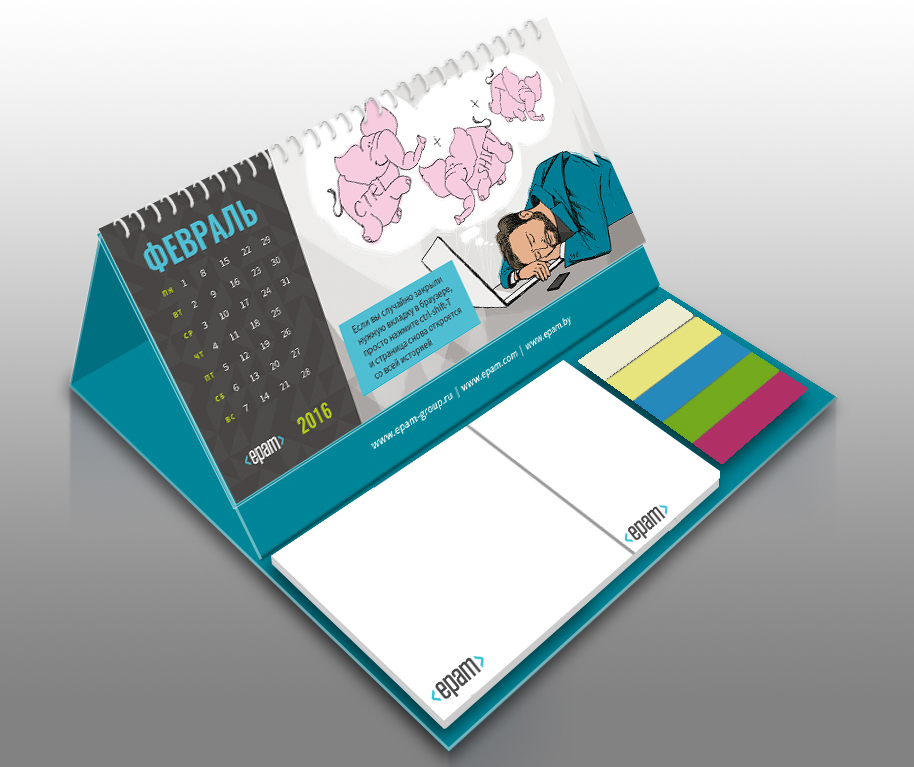 ФЕВРАЛЬ
ПН 1 8 15 22 29
ВТ 2 9 16 23 30
СР 3 10 17 24 31
ЧТ 4 11 18 25
ПТ 5 12 19 26
СБ 6 13 20 27
ВС 7 14 21 28
<epam> 2016
Если вы случайно закрыли
нужную вкладку в браузере,
просто нажмите ctrl-shift-T
и страница снова откроется
со всей историей
www.epam-group.ru | www.epam.com | www.epam.by
<epam>
<epam>